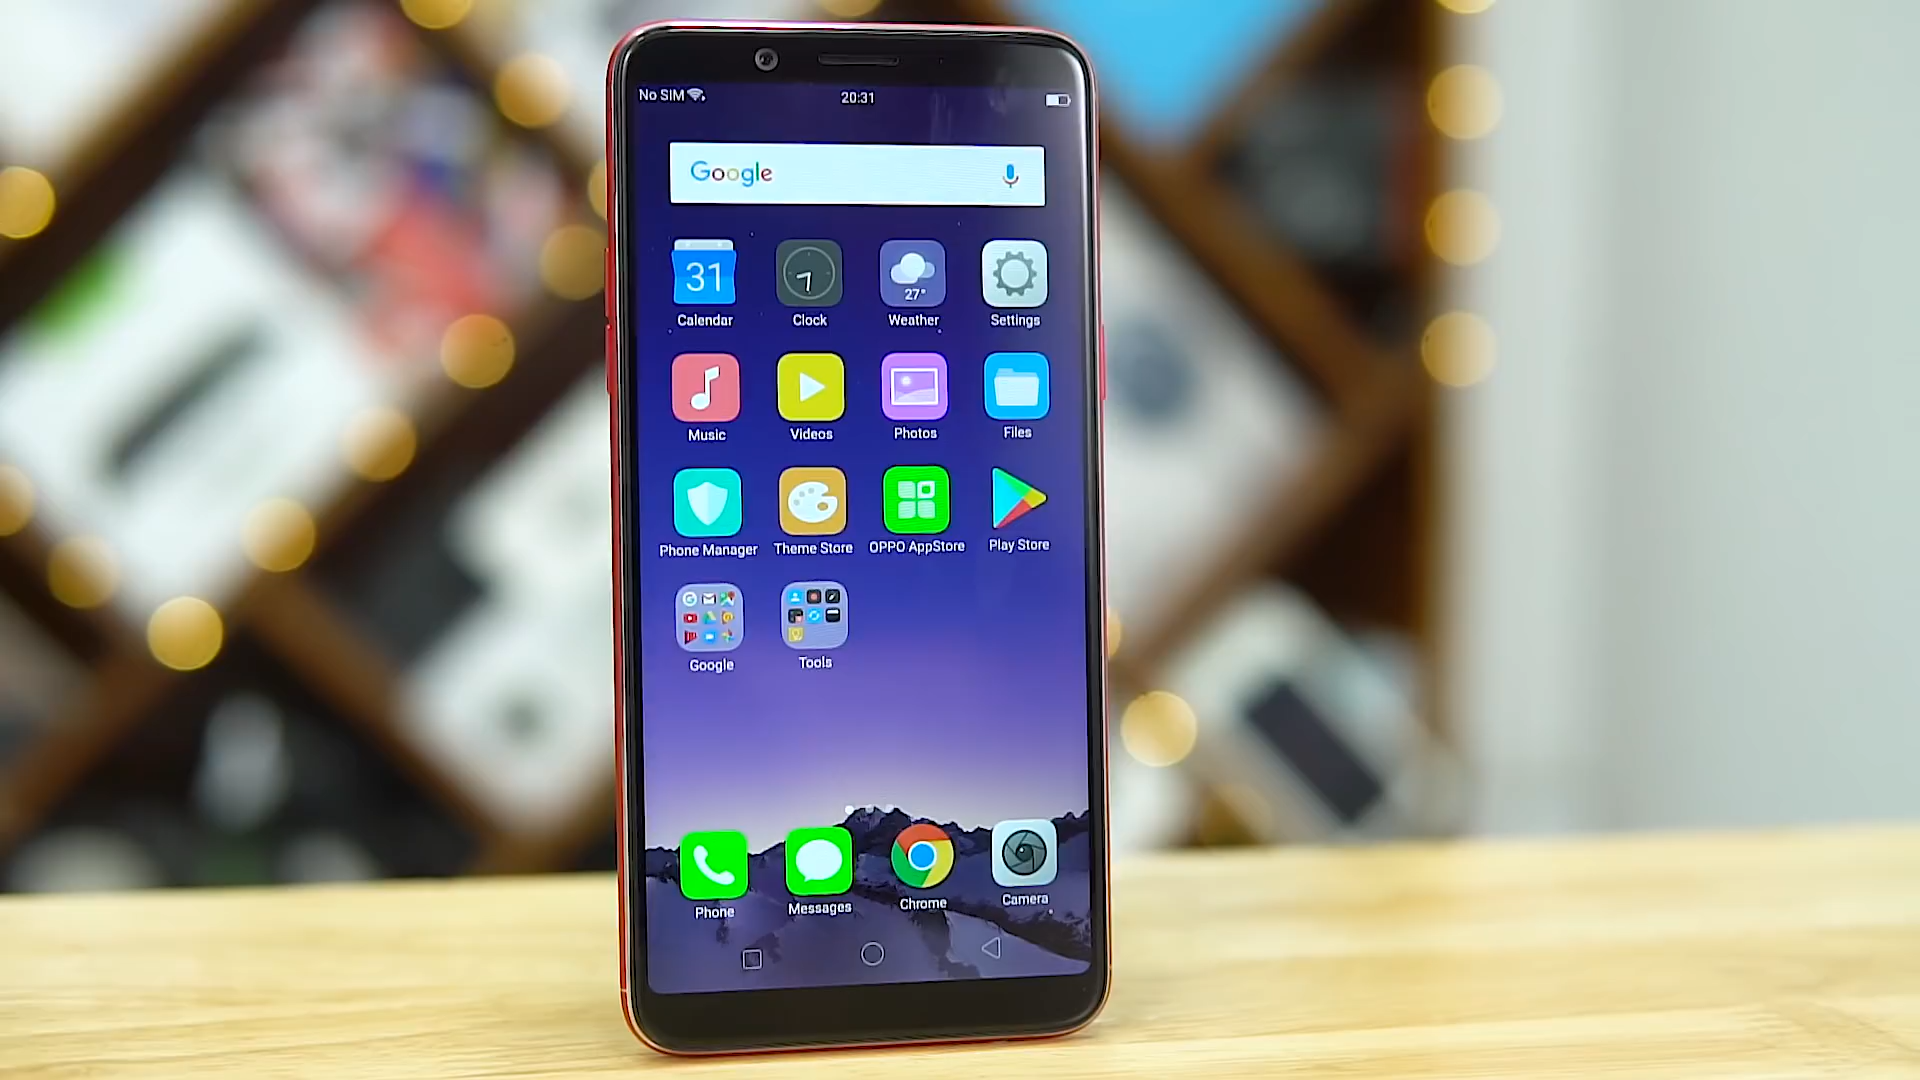 No SIM 20:31
Google
31
27°
Calendar Clock Weather Settings
Music Videos Photos Files
Phone Manager Theme Store OPPO AppStore Play Store
Google Tools
Phone Messages Chrome Camera